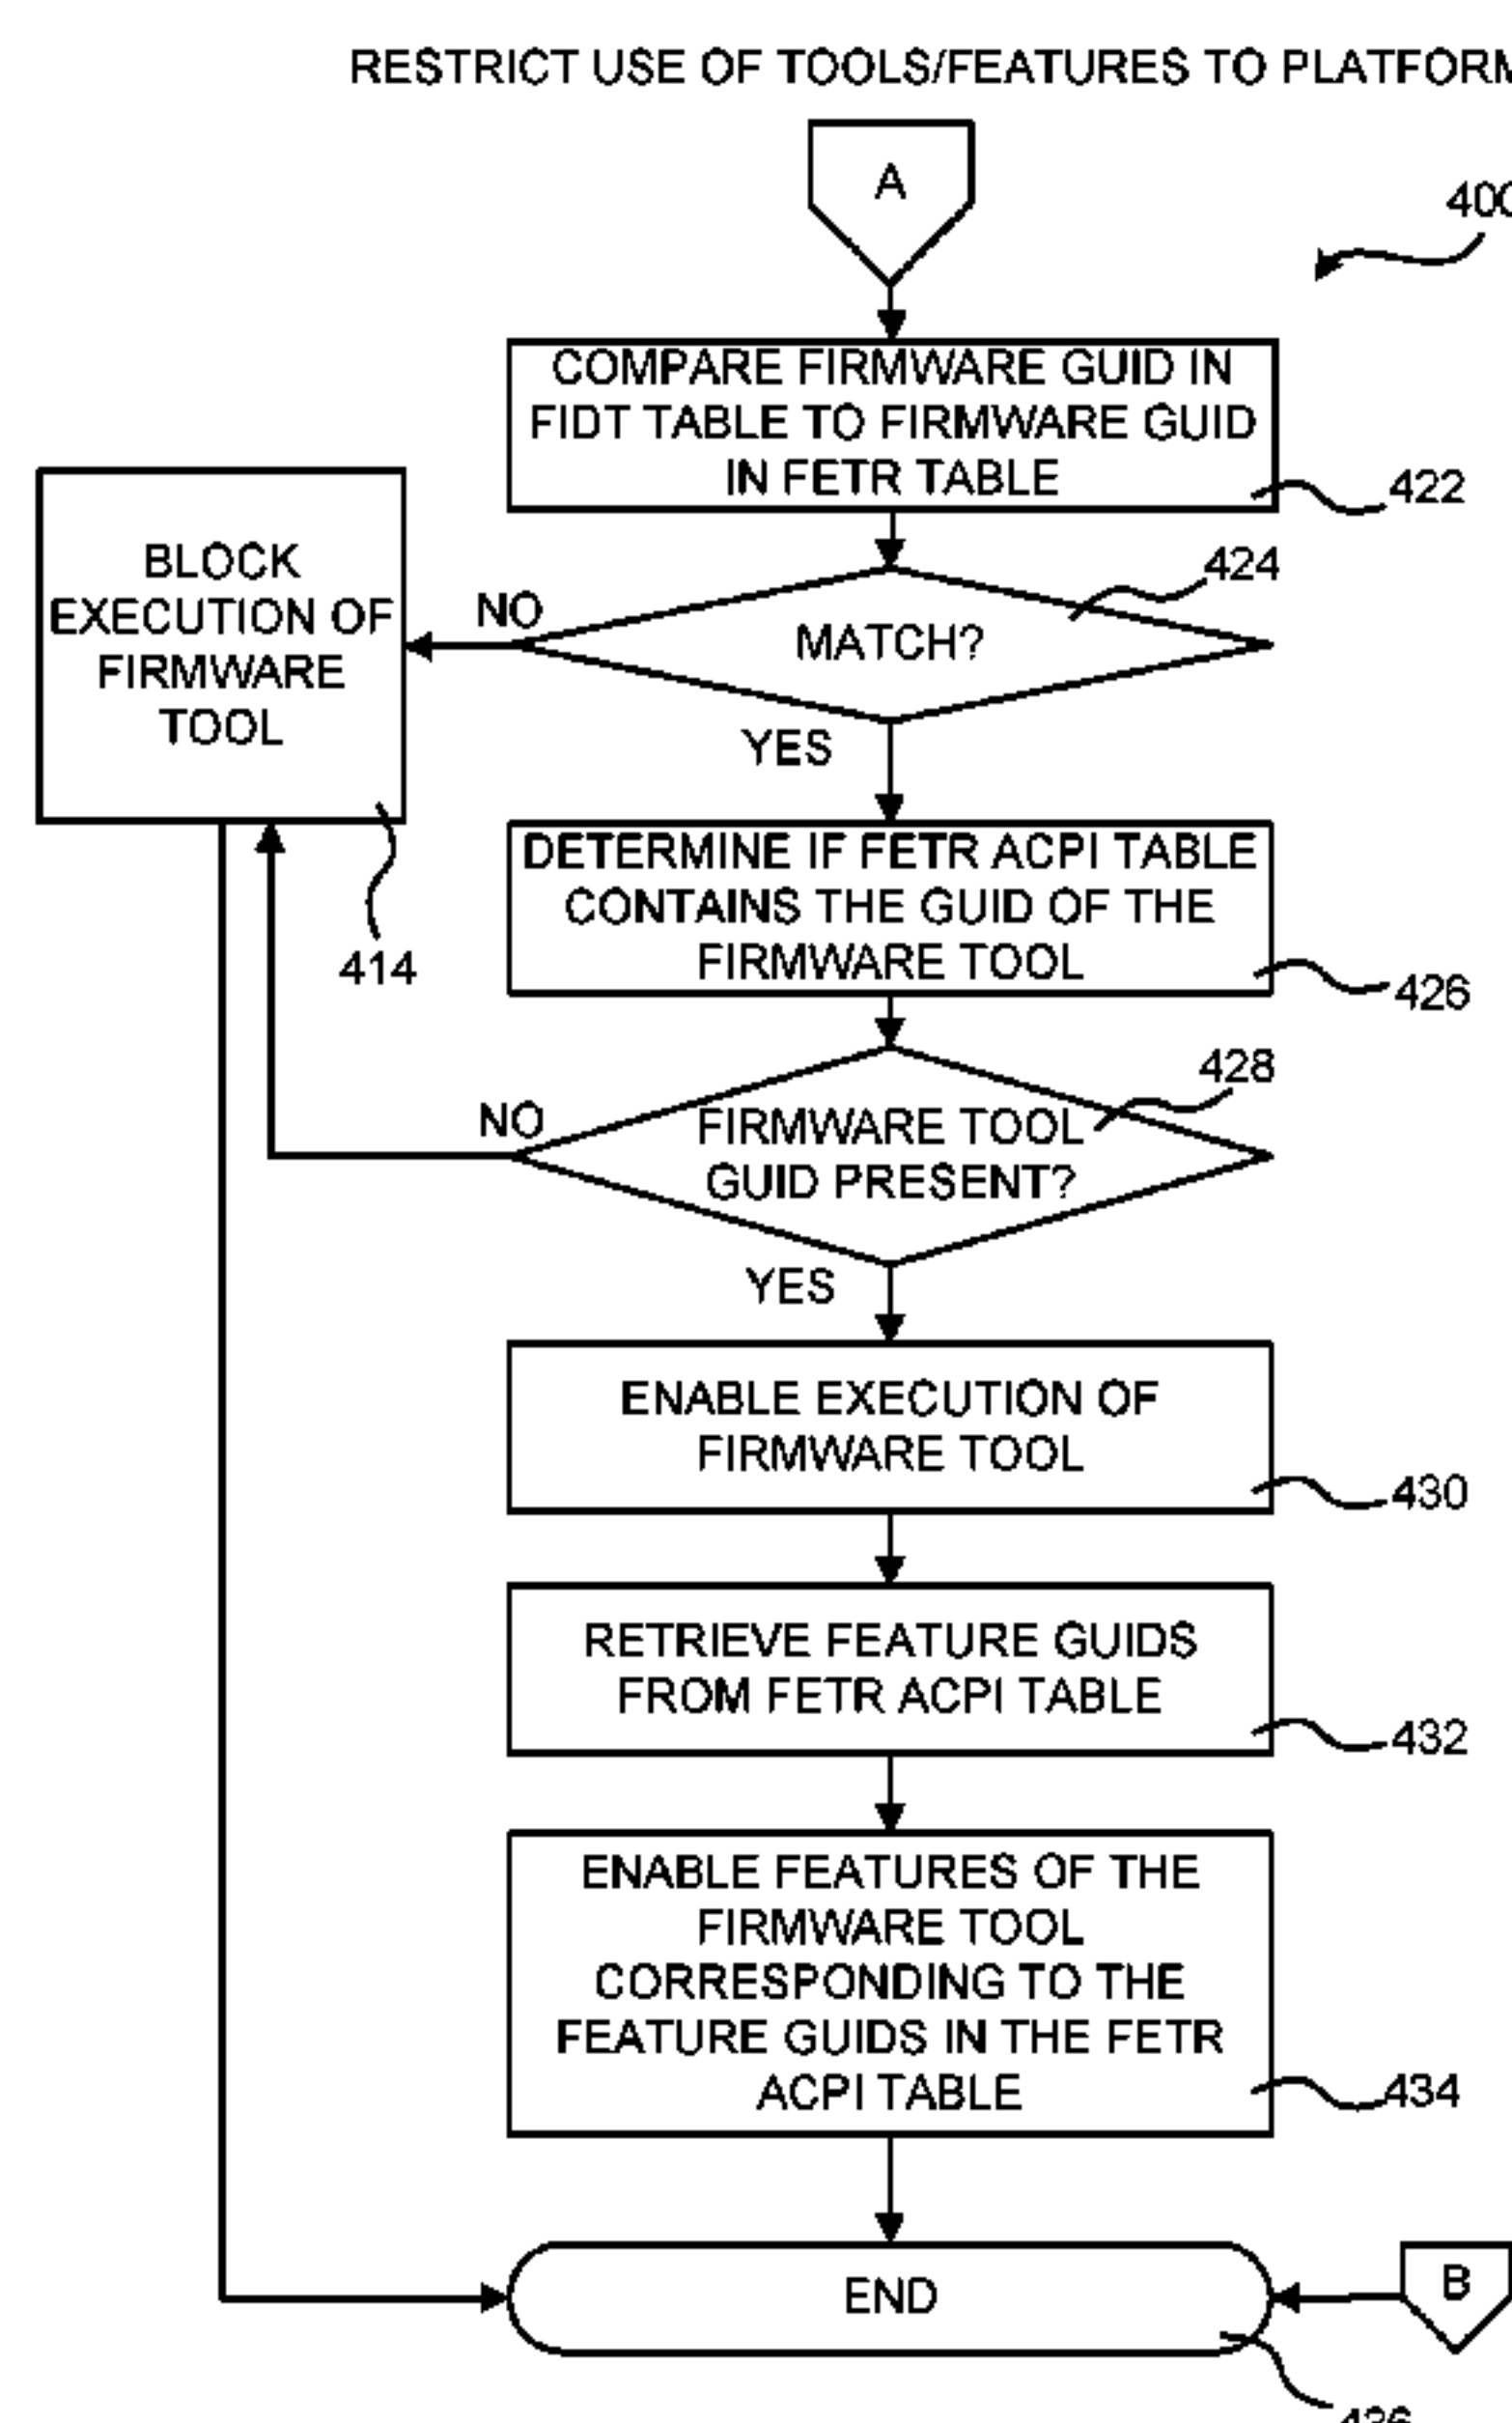 RESTRICT USE OF TOOLS/FEATURES TO PLATFORM
A
400
COMPARE FIRMWARE GUID IN
FIDT TABLE TO FIRMWARE GUID
IN FETR TABLE
422
BLOCK
EXECUTION OF
FIRMWARE
TOOL
414
424
NO
MATCH?
YES
DETERMINE IF FETR ACPI TABLE
CONTAINS THE GUID OF THE
FIRMWARE TOOL
426
428
NO
FIRMWARE TOOL
GUID PRESENT?
YES
ENABLE EXECUTION OF
FIRMWARE TOOL
430
RETRIEVE FEATURE GUIDS
FROM FETR ACPI TABLE
432
ENABLE FEATURES OF THE
FIRMWARE TOOL
CORRESPONDING TO THE
FEATURE GUIDS IN THE FETR
ACPI TABLE
434
END
B
436